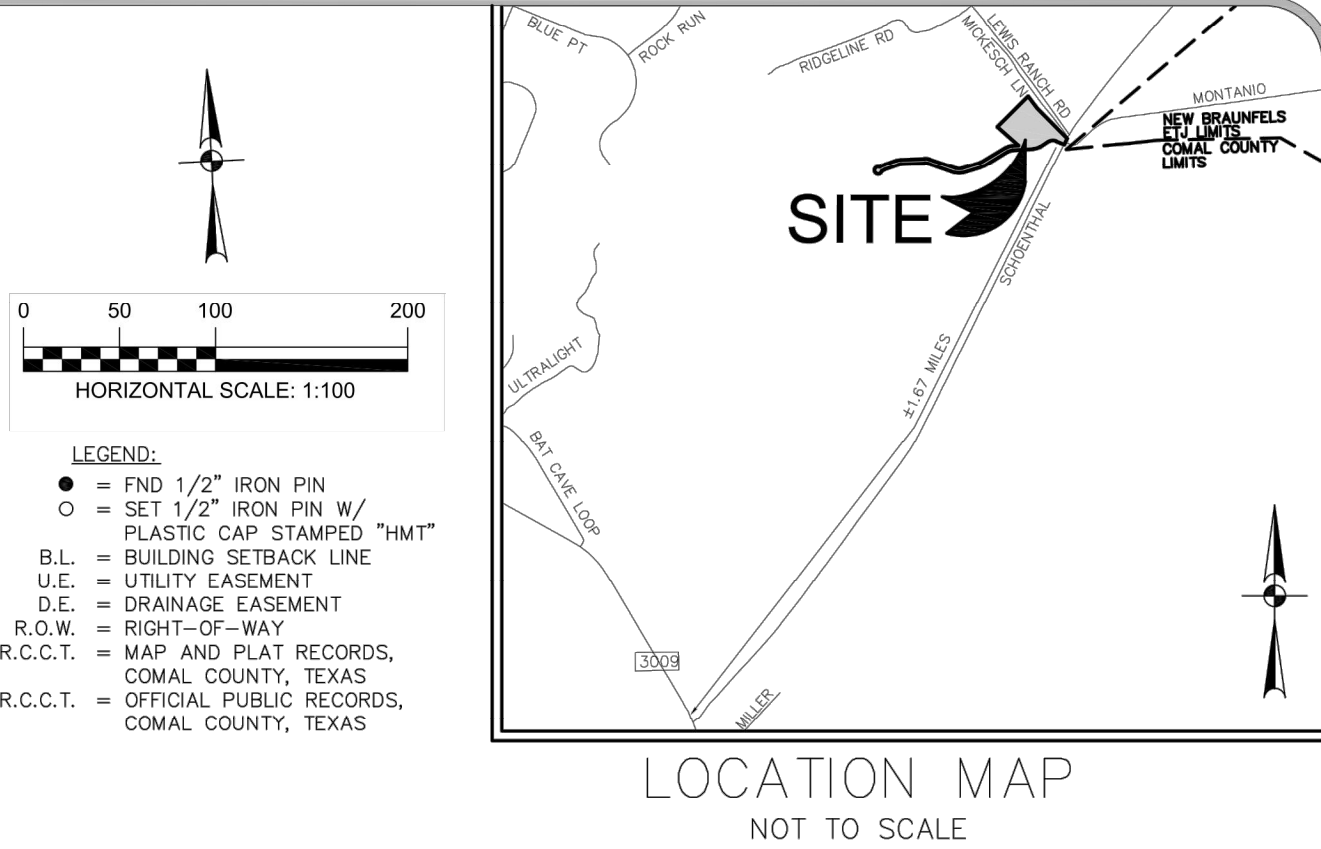 0 50 100 200
HORIZONTAL SCALE: 1:100
LEGEND:
= FND 1/2" IRON PIN
= SET 1/2" IRON PIN W/
PLASTIC CAP STAMPED "HMT"
B.L. = BUILDING SETBACK LINE
U.E. = UTILITY EASEMENT
D.E. = DRAINAGE EASEMENT
R.O.W. = RIGHT-OF-WAY
R.C.C.T. = MAP AND PLAT RECORDS,
COMAL COUNTY, TEXAS
R.C.C.T. = OFFICIAL PUBLIC RECORDS,
COMAL COUNTY, TEXAS
BLUE PT
ROCK RUN
RIDGELINE RD
LEWIS RANCH RD
MICKESCH LN
MONTANIO
NEW BRAUNFELS
ETJ LIMITS
COMAL COUNTY
LIMITS
SITE
SCHOENTHAL
±1.67 MILES
ULTRALIGHT
BAT CAVE LOOP
3009
MILLER
LOCATION MAP
NOT TO SCALE